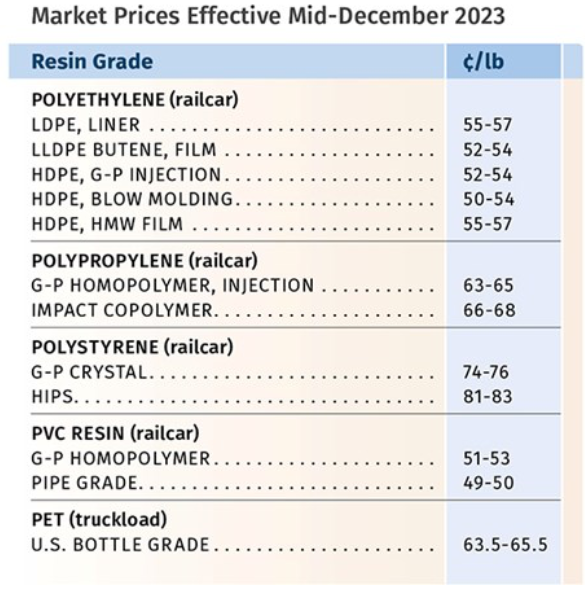 Market Prices Effective Mid-December 2023
Resin Grade ¢/lb
POLYETHYLENE (railcar)
LDPE, LINER . . . . . . . . . . . . . . . . . . . . . . . . . . 55-57
LLDPE BUTENE, FILM . . . . . . . . . . . . . . . . . . . 52-54
HDPE, G-P INJECTION. . . . . . . . . . . . . . . . . . . 52-54
HDPE, BLOW MOLDING. . . . . . . . . . . . . . . . . . 50-54
HDPE, HMW FILM . . . . . . . . . . . . . . . . . . . . . . 55-57
POLYPROPYLENE (railcar)
G-P HOMOPOLYMER, INJECTION . . . . . . . . . . . 63-65
IMPACT COPOLYMER. . . . . . . . . . . . . . . . . . . . 66-68
POLYSTYRENE (railcar)
G-P CRYSTAL. . . . . . . . . . . . . . . . . . . . . . . . . . 74-76
HIPS. . . . . . . . . . . . . . . . . . . . . . . . . . . . . . . . . 81-83
PVC RESIN (railcar)
G-P HOMOPOLYMER. . . . . . . . . . . . . . . . . . . . 51-53
PIPE GRADE. . . . . . . . . . . . . . . . . . . . . . . . . . . 49-50
PET (truckload)
U.S. BOTTLE GRADE. . . . . . . . . . . . . . . . . . . . 63.5-65.5